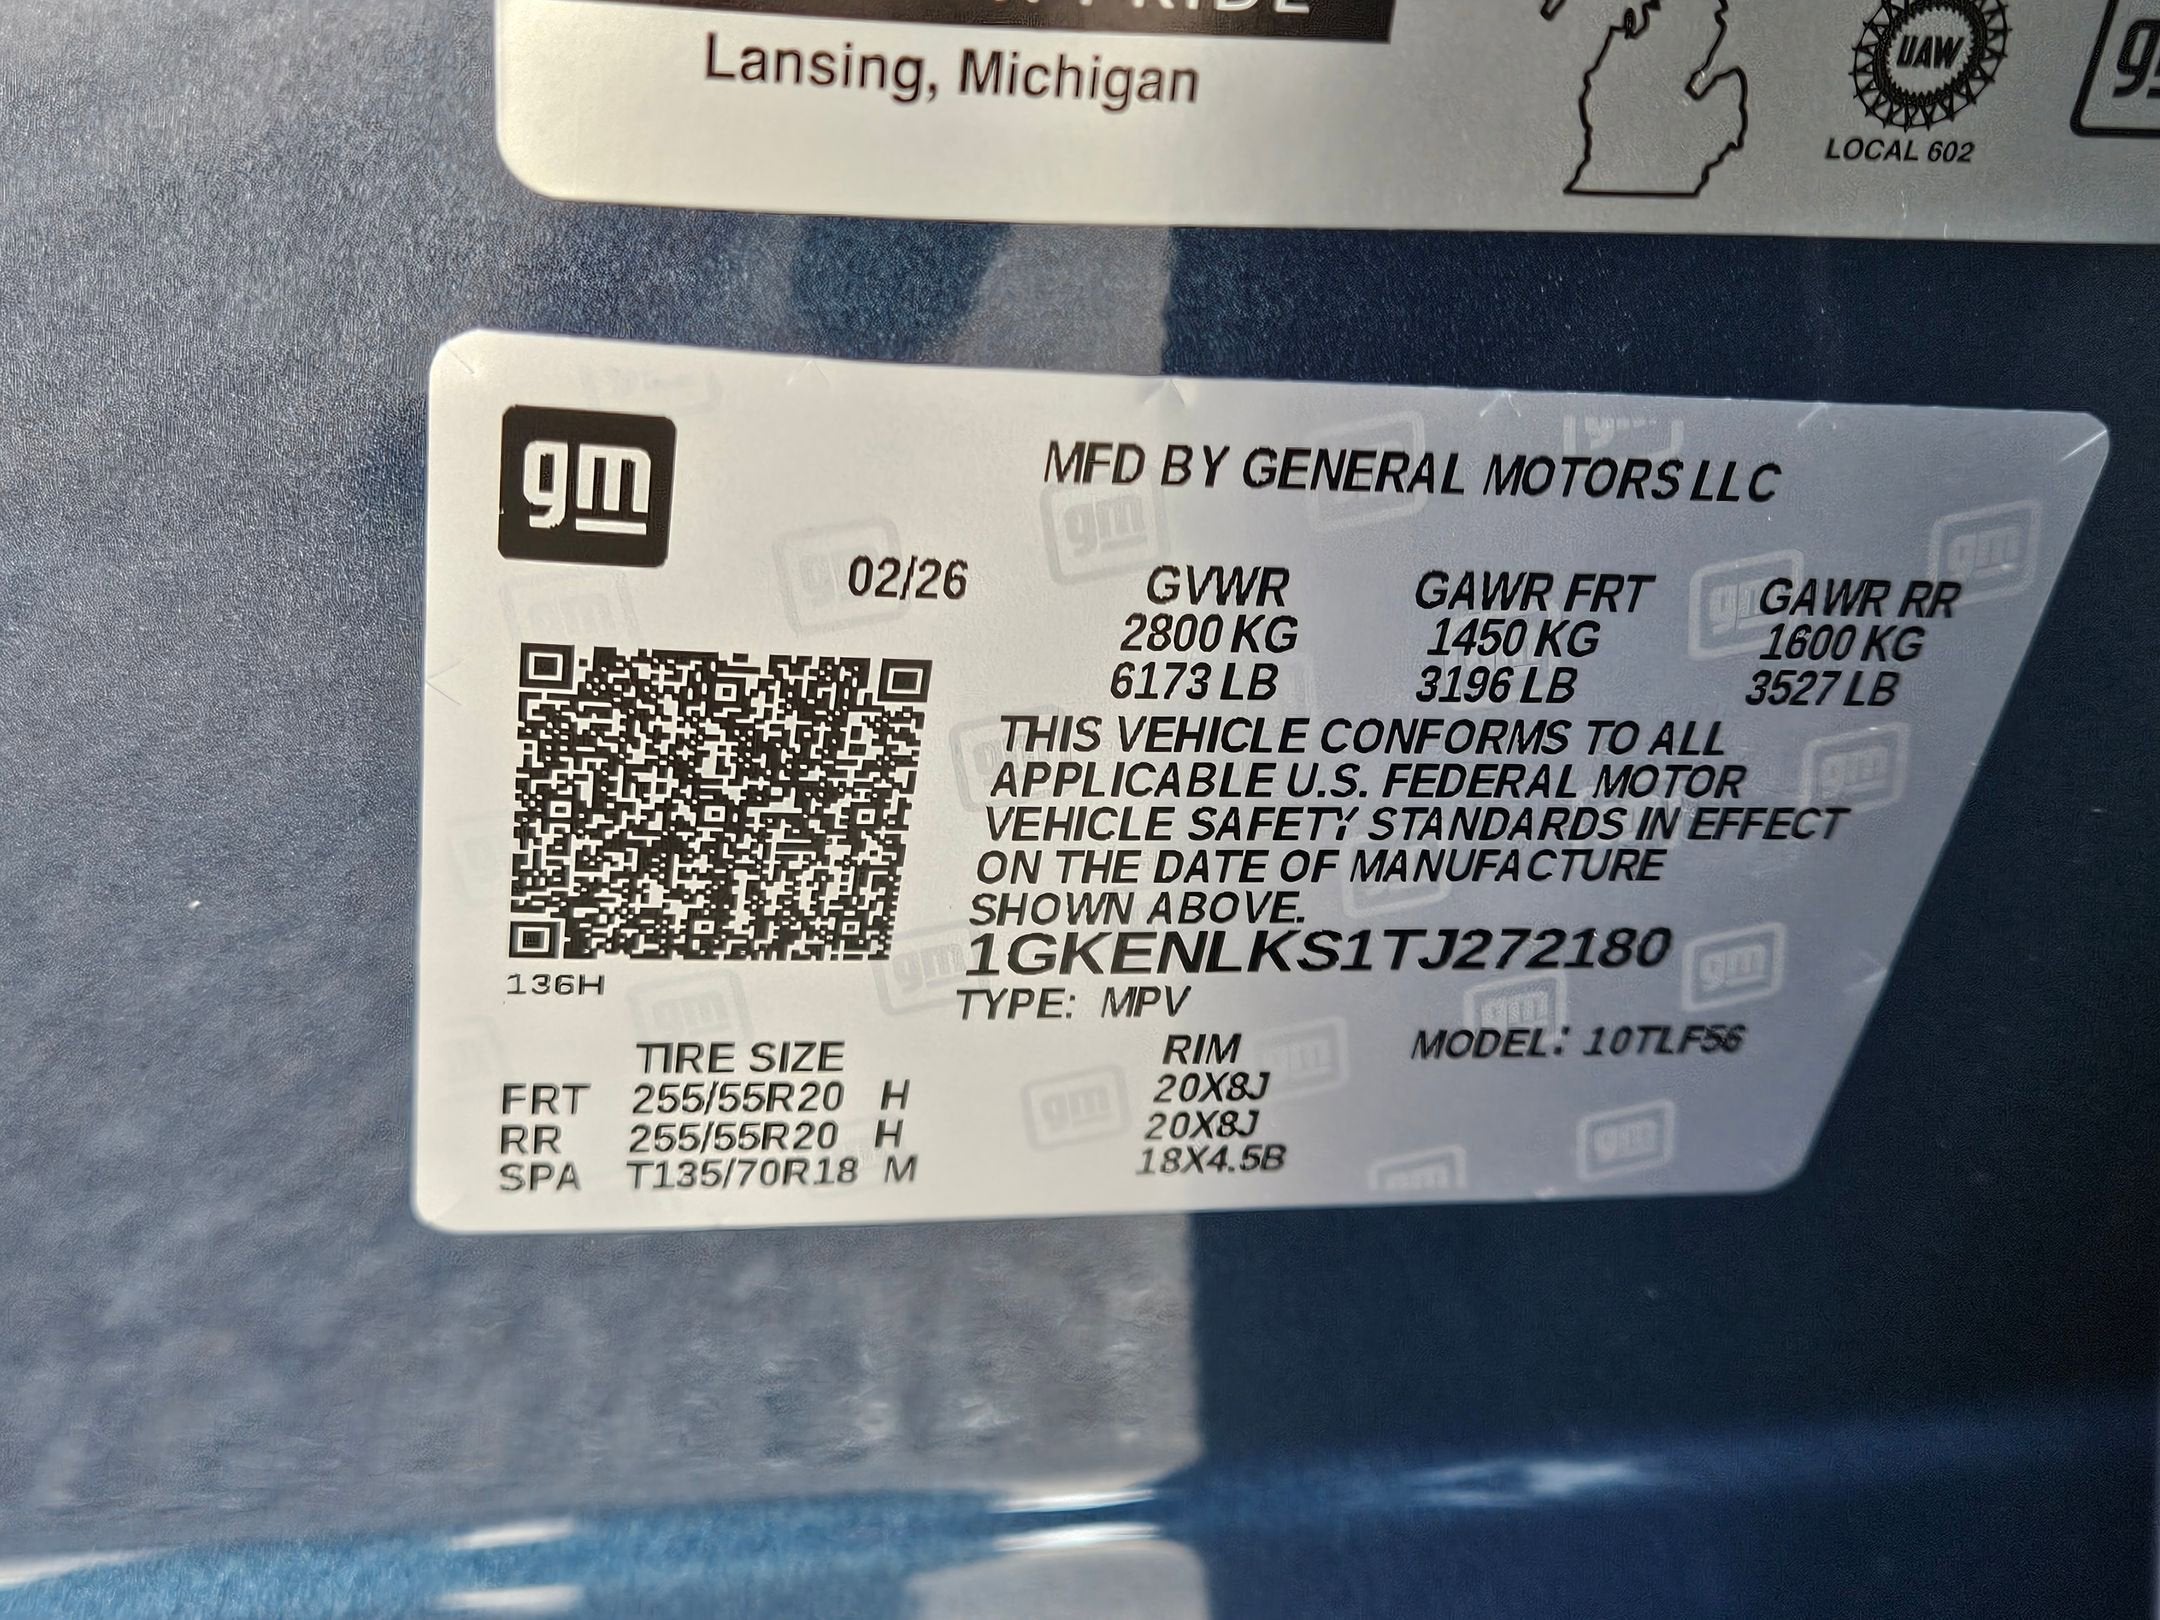 PRIDE
Lansing, Michigan
UAW
LOCAL 602
gm
MFD BY GENERAL MOTORS LLC
02/26
GVWR GAWR FRT GAWR RR
2800 KG 1450 KG 1600 KG
6173 LB 3196 LB 3527 LB
THIS VEHICLE CONFORMS TO ALL
APPLICABLE U.S. FEDERAL MOTOR
VEHICLE SAFETY STANDARDS IN EFFECT
ON THE DATE OF MANUFACTURE
SHOWN ABOVE.
1GKENLKS1TJ272180
136H
TYPE: MPV
TIRE SIZE RIM MODEL: 10TLF56
FRT 255/55R20 H 20X8J
RR 255/55R20 H 20X8J
SPA T135/70R18 M 18X4.5B